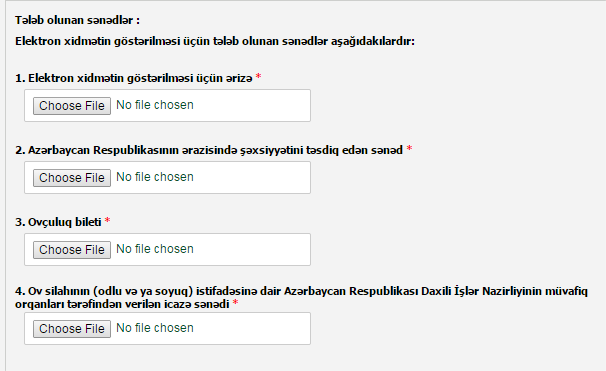 Tələb olunan sənədlər :
Elektron xidmətin göstərilməsi üçün tələb olunan sənədlər aşağıdakılardır:
1. Elektron xidmətin göstərilməsi üçün ərizə *
Choose File No file chosen
2. Azərbaycan Respublikasının ərazisində şəxsiyyətini təsdiq edən sənəd *
Choose File No file chosen
3. Ovçuluq bileti *
Choose File No file chosen
4. Ov silahının (odlu və ya soyuq) istifadəsinə dair Azərbaycan Respublikası Daxili İşlər Nazirliyinin müvafiq
orqanları tərəfindən verilən icazə sənədi *
Choose File No file chosen